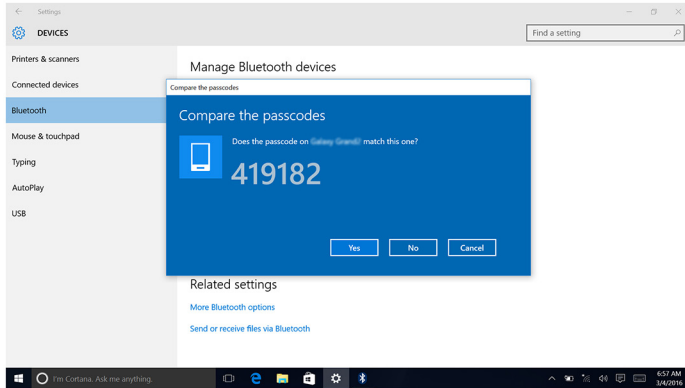 Settings
DEVICES
Find a setting
Printers & scanners
Connected devices
Bluetooth
Mouse & touchpad
Typing
AutoPlay
USB
Manage Bluetooth devices
Compare the passcodes
Compare the passcodes
Does the passcode on match this one?
419182
Yes No Cancel
Related settings
More Bluetooth options
Send or receive files via Bluetooth
I'm Cortana. Ask me anything.
6:57 AM
3/4/2016